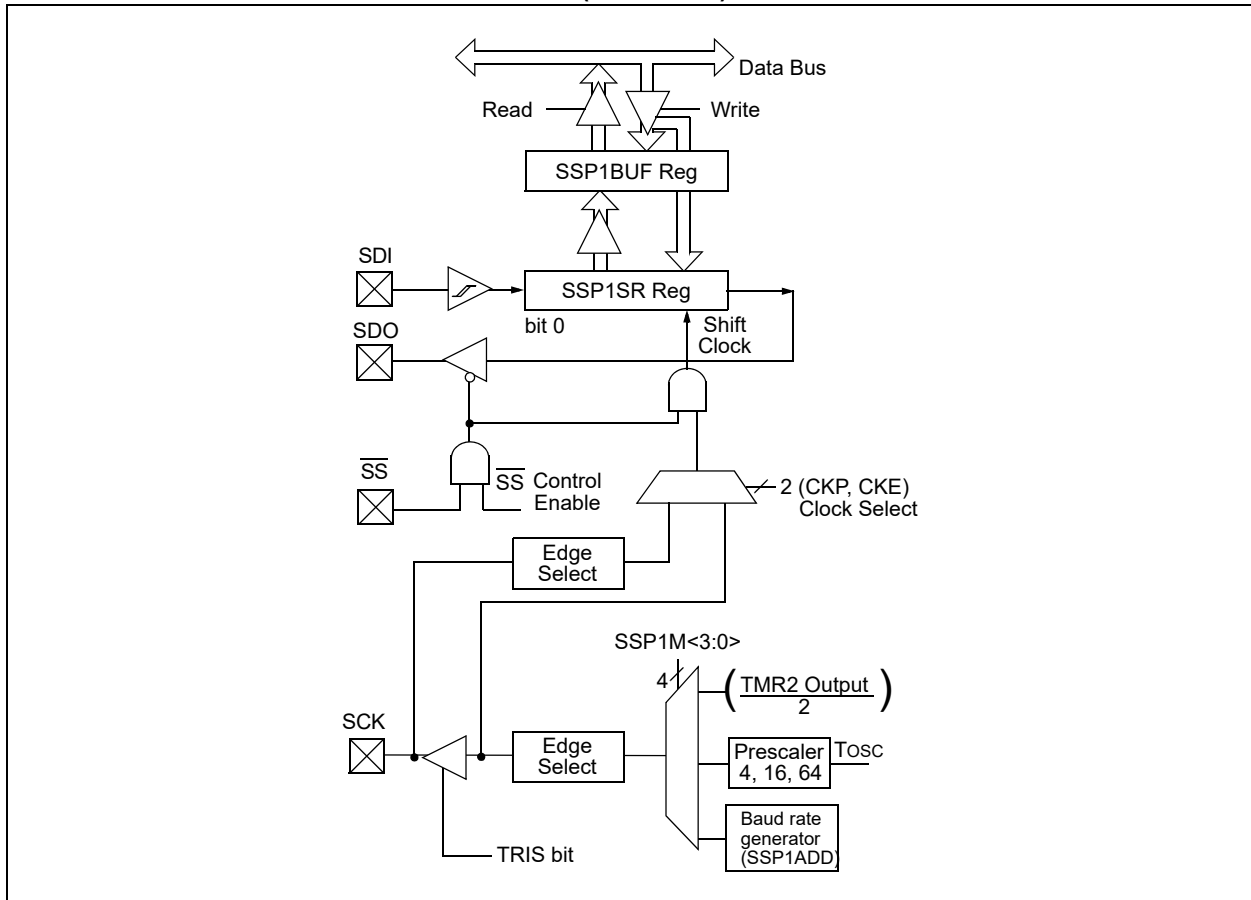 Data Bus
Read
Write
SSP1BUF Reg
SDI
SSP1SR Reg
bit 0
Shift
Clock
SDO
SS
SS Control
Enable
2 (CKP, CKE)
Clock Select
Edge
Select
SSP1M<3:0>
4
( TMR2 Output )
2
SCK
Edge
Select
Prescaler
4, 16, 64
TOSC
Baud rate
generator
(SSP1ADD)
TRIS bit